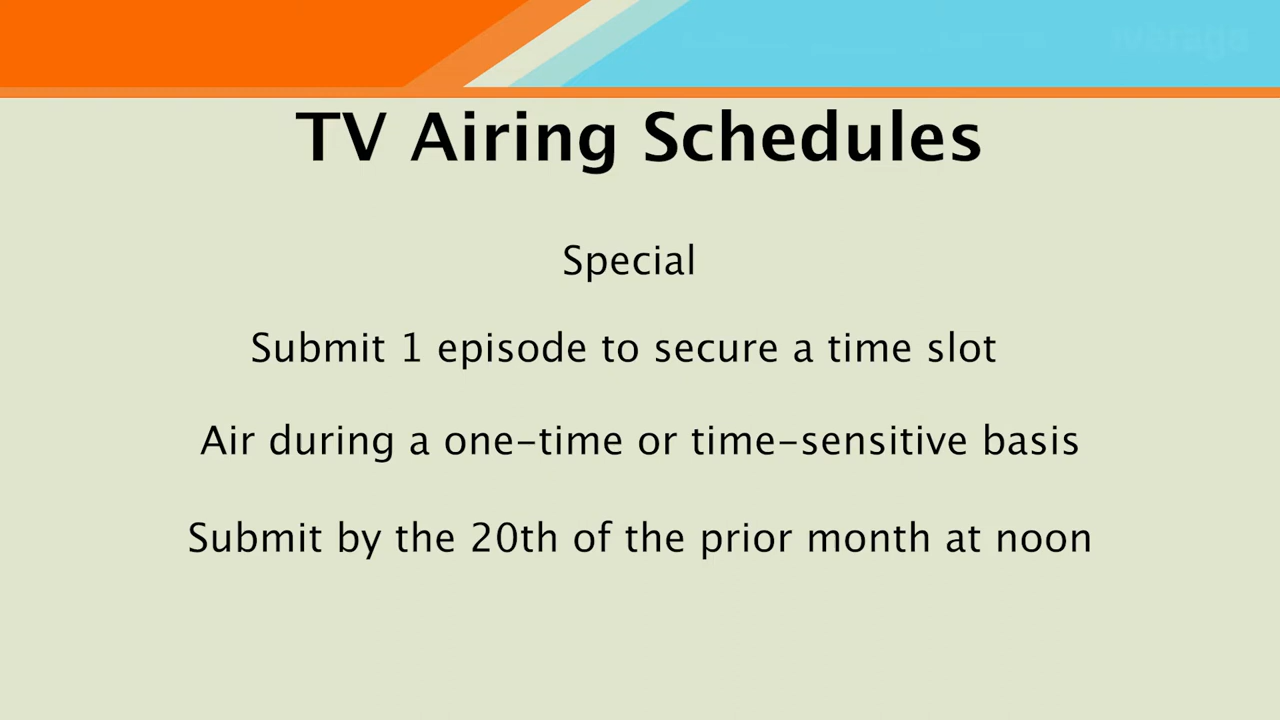 TV Airing Schedules
Special
Submit 1 episode to secure a time slot
Air during a one-time or time-sensitive basis
Submit by the 20th of the prior month at noon